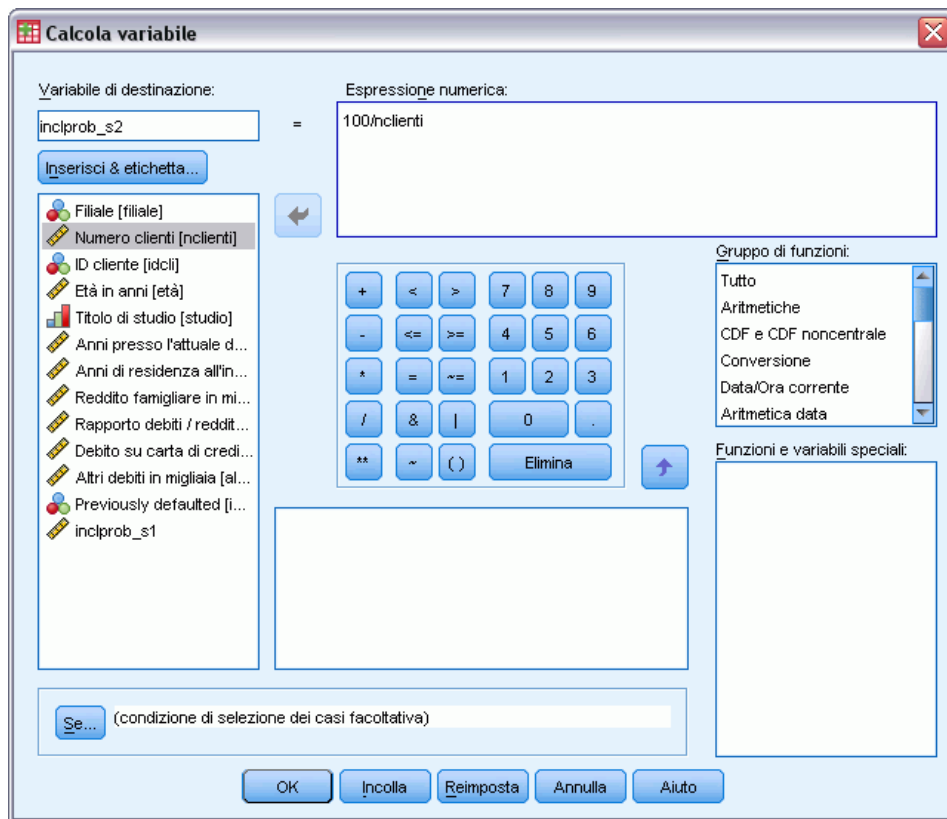 Calcola variabile
Variabile di destinazione:
Espressione numerica:
inclprob_s2
=
100/nclienti
Inserisci & etichetta...
Filiale [filiale]
Numero clienti [nclienti]
ID cliente [idcli]
Età in anni [età]
Titolo di studio [studio]
Anni presso l'attuale d...
Anni di residenza all'in...
Reddito famigliare in mi...
Rapporto debiti / reddit...
Debito su carta di credi...
Altri debiti in migliaia [al...
Previously defaulted [i...
inclprob_s1
+ < > 7 8 9
- <= >= 4 5 6
* = ~= 1 2 3
/ & | 0 .
** ~ ( ) Elimina
Gruppo di funzioni:
Tutto
Aritmetiche
CDF e CDF noncentrale
Conversione
Data/Ora corrente
Aritmetica data
Funzioni e variabili speciali:
Se... (condizione di selezione dei casi facoltativa)
OK Incolla Reimposta Annulla Aiuto